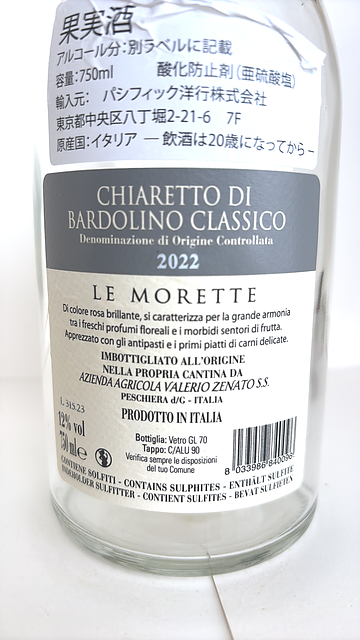 果実酒
アルコール分：別ラベルに記載
容量：750ml 酸化防止剤（亜硫酸塩）
輸入元： パシフィック洋行株式会社
東京都中央区八丁堀2-21-6 7F
原産国：イタリア ―飲酒は20歳になってから―
CHIARETTO DI
BARDOLINO CLASSICO
Denominazione di Origine Controllata
2022
LE MORETTE
Di colore rosa brillante, si caratterizza per la grande armonia
tra i freschi profumi floreali e i morbidi sentori di frutta.
Apprezzato con gli antipasti e i primi piatti di carni delicate.
IMBOTTIGLIATO ALL'ORIGINE
NELLA PROPRIA CANTINA DA
AZIENDA AGRICOLA VALERIO ZENATO S.S.
PESCHIERA d/G - ITALIA
PRODOTTO IN ITALIA
L 315.23
12% vol
750 ml e
Bottiglia: Vetro GL 70
Tappo: C/ALU 90
Verifica sempre le disposizioni
del tuo Comune
8 033986 840096
CONTIENE SOLFITI - CONTAINS SULPHITES - ENTHÄLT SULFITE
INDEHOLDER SULFITTER - CONTIENT SULFITES - BEVAT SULFIETEN